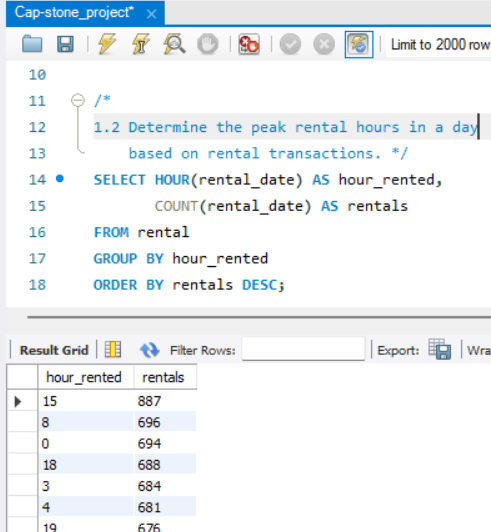 Cap-stone_project* ×
Limit to 2000 row
10
11 /*
12 1.2 Determine the peak rental hours in a day
13 based on rental transactions. */
14 SELECT HOUR(rental_date) AS hour_rented,
15 COUNT(rental_date) AS rentals
16 FROM rental
17 GROUP BY hour_rented
18 ORDER BY rentals DESC;
Result Grid Filter Rows: Export: Wra
hour_rented rentals
15 887
8 696
0 694
18 688
3 684
4 681
19 676